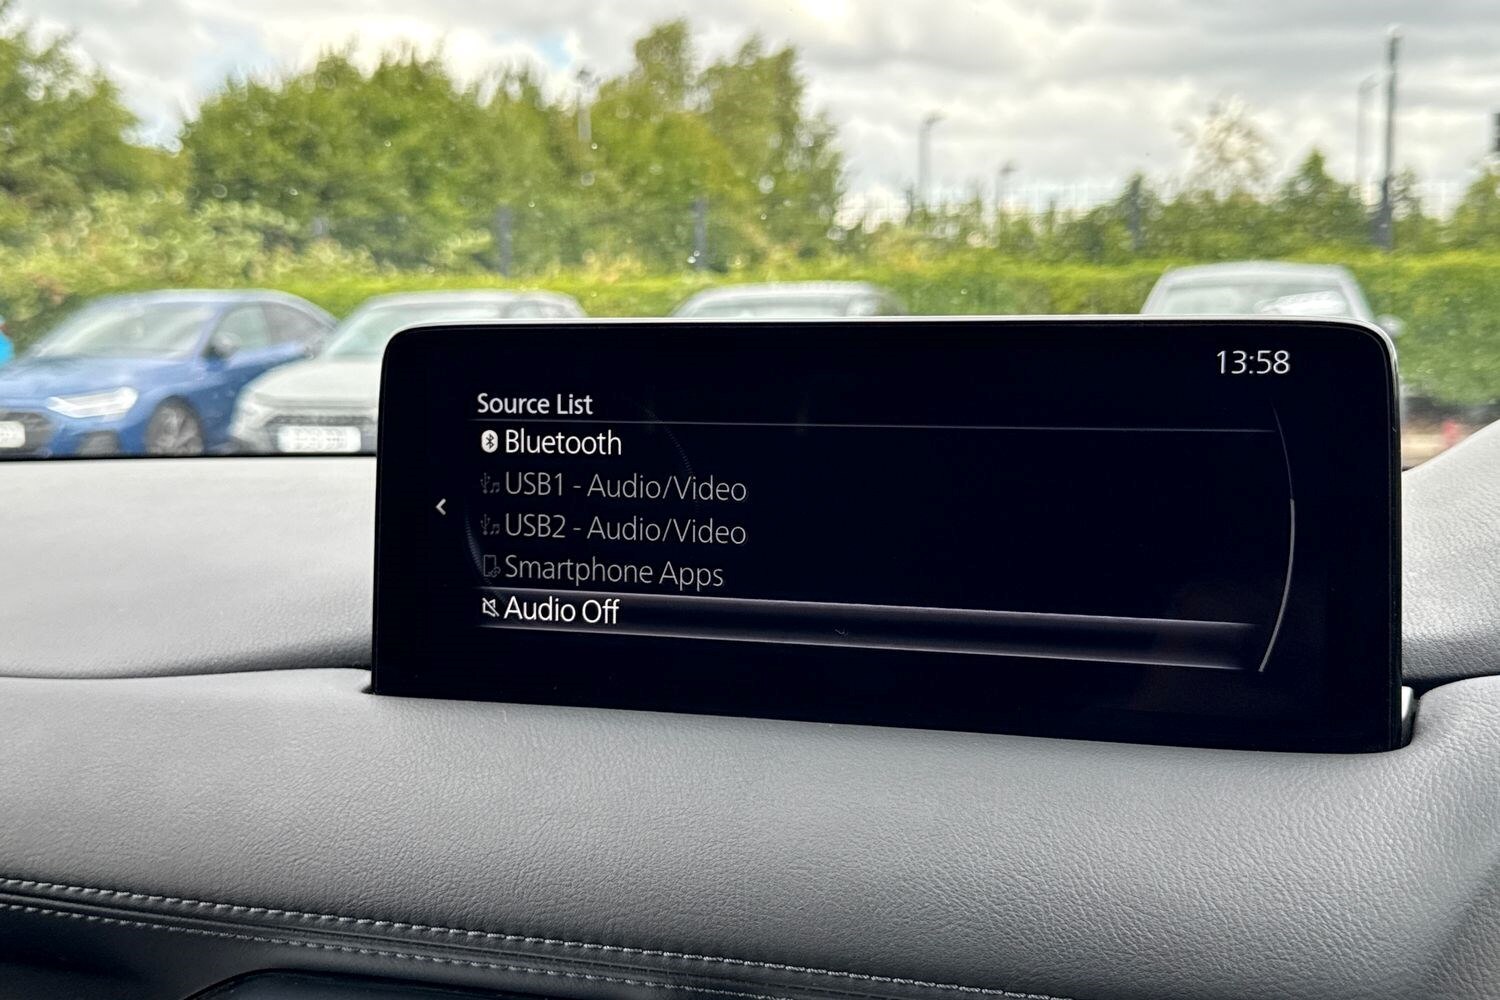 13:58
Source List
Bluetooth
USB1 - Audio/Video
USB2 - Audio/Video
Smartphone Apps
Audio Off